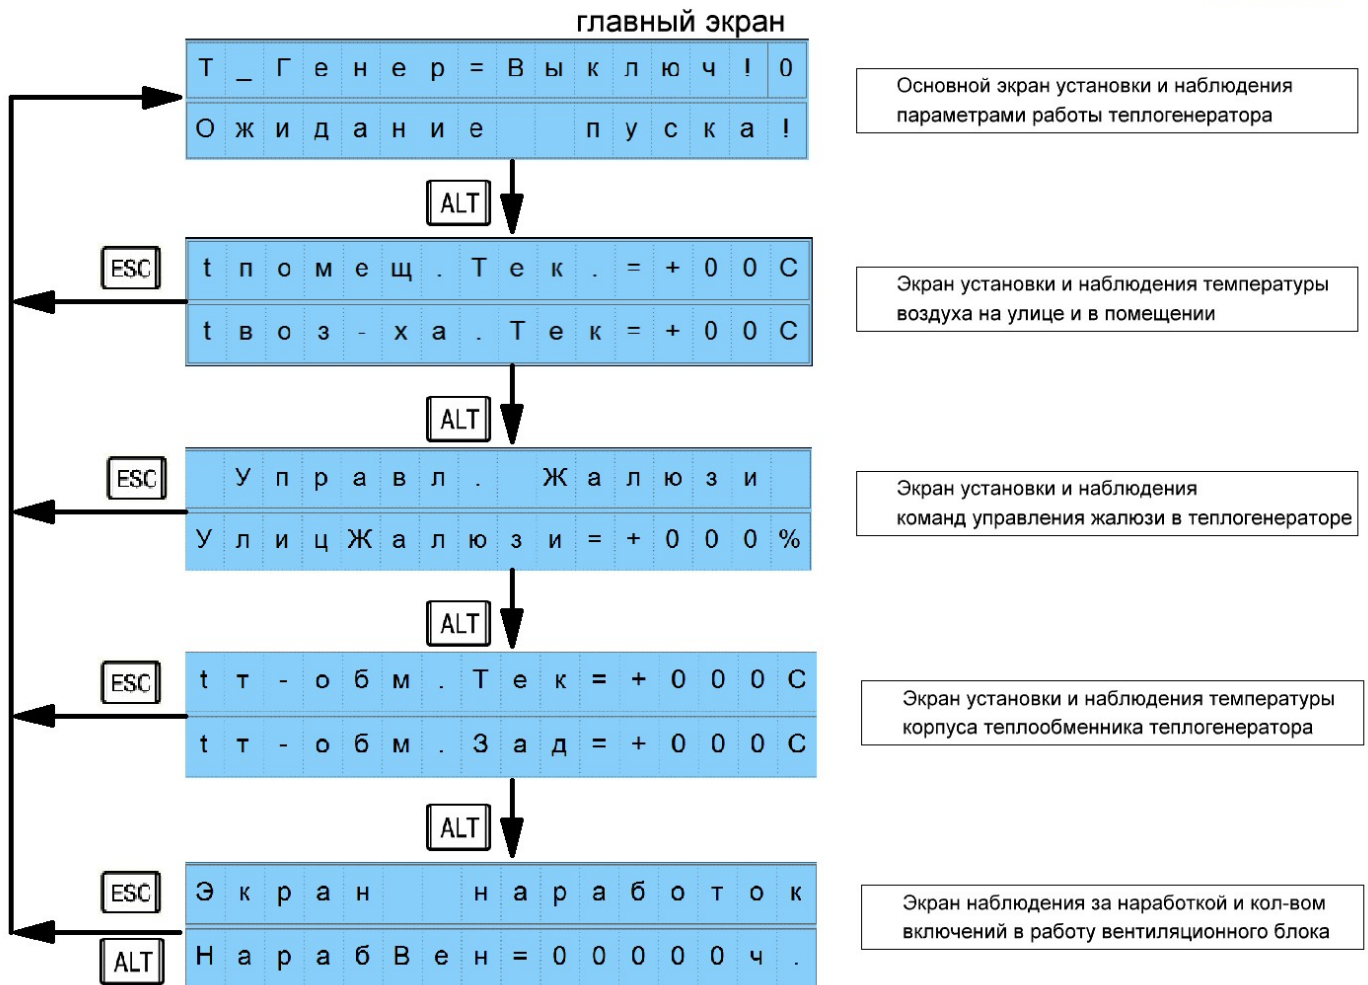 главный экран
Т_Генер=Выключ!0
Ожидание  пуска!
Основной экран установки и наблюдения
параметрами работы теплогенератора
ALT
ESC
tпомещ.Тек.=+00С
tвоз-ха.Тек=+00С
Экран установки и наблюдения температуры
воздуха на улице и в помещении
ALT
ESC
Управл. Жалюзи
УлицЖалюзи=+000%
Экран установки и наблюдения
команд управления жалюзи в теплогенераторе
ALT
ESC
tт-обм.Тек=+000С
tт-обм.Зад=+000С
Экран установки и наблюдения температуры
корпуса теплообменника теплогенератора
ALT
ESC
Экран  наработок
НарабВен=00000ч.
Экран наблюдения за наработкой и кол-вом
включений в работу вентиляционного блока
ALT